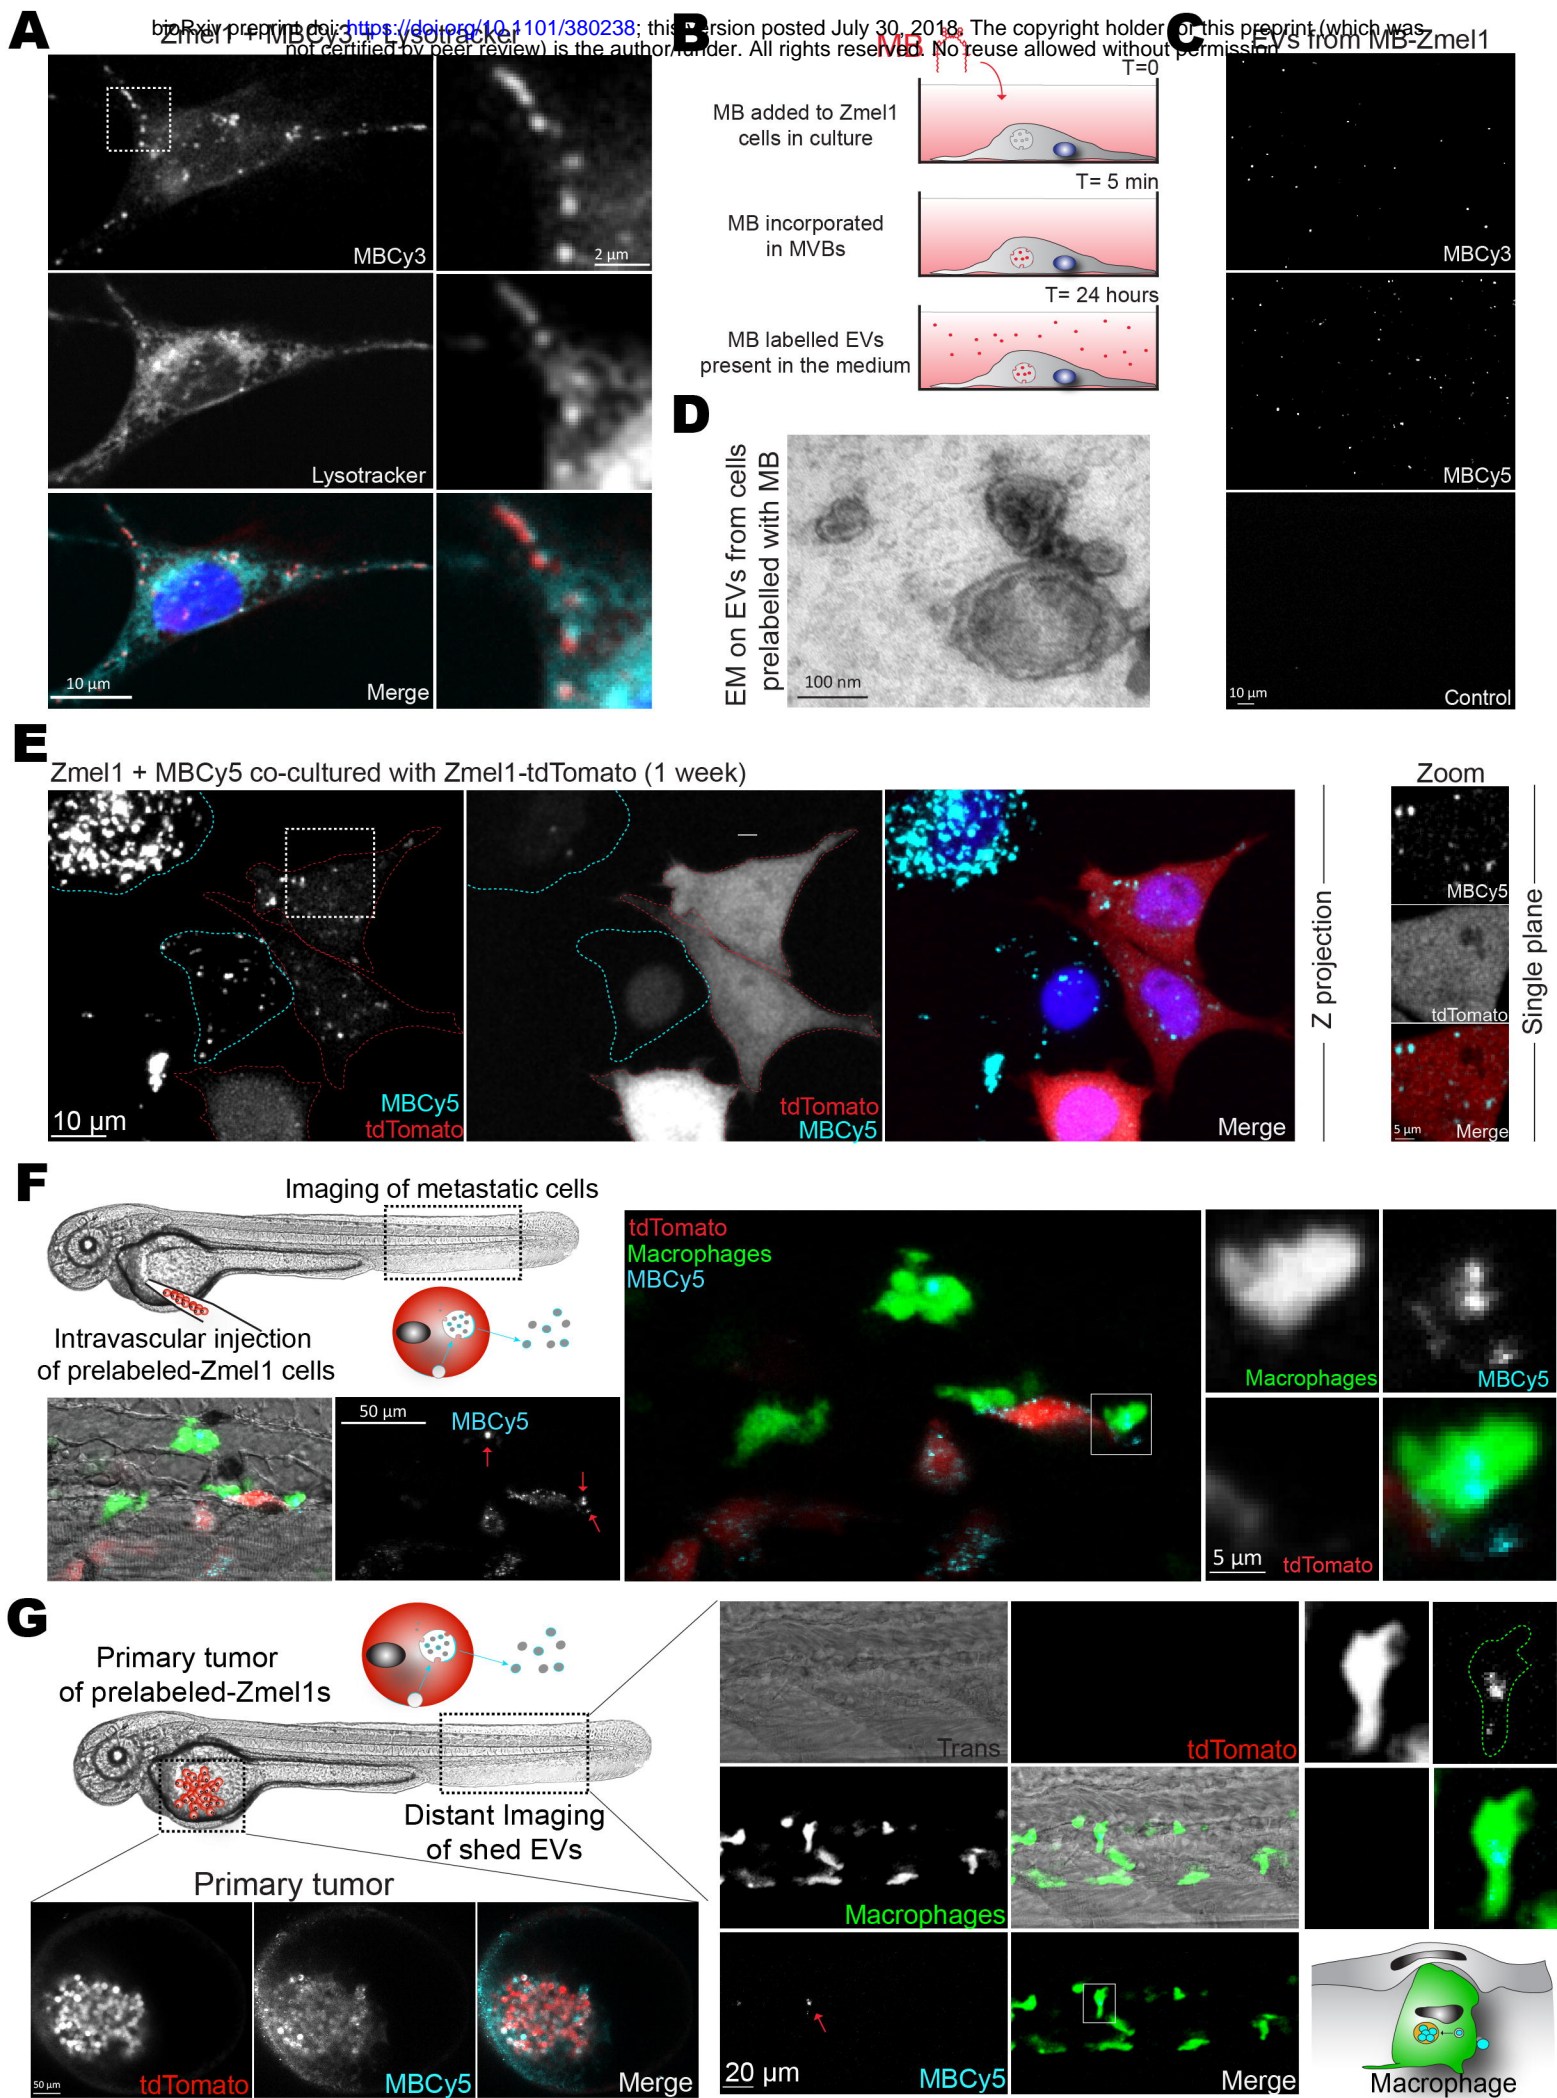 bioRxiv preprint doi: https://doi.org/10.1101/380238; this version posted July 30, 2018. The copyright holder for this preprint (which was
not certified by peer review) is the author/funder. All rights reserved. No reuse allowed without permission.
A
Zmel1 + MBCy3 + Lysotracker
MBCy3
2 µm
Lysotracker
10 µm
Merge
B
MB
T=0
MB added to Zmel1
cells in culture
T= 5 min
MB incorporated
in MVBs
T= 24 hours
MB labelled EVs
present in the medium
C
EVs from MB-Zmel1
MBCy3
MBCy5
10 µm
Control
D
EM on EVs from cells
prelabelled with MB
100 nm
E
Zmel1 + MBCy5 co-cultured with Zmel1-tdTomato (1 week)
10 µm
MBCy5
tdTomato
tdTomato
MBCy5
Merge
Z projection
Zoom
MBCy5
tdTomato
5 µm
Merge
Single plane
F
Imaging of metastatic cells
Intravascular injection
of prelabeled-Zmel1 cells
50 µm
MBCy5
tdTomato
Macrophages
MBCy5
Macrophages
MBCy5
5 µm
tdTomato
G
Primary tumor
of prelabeled-Zmel1s
Distant Imaging
of shed EVs
Primary tumor
50 µm
tdTomato
MBCy5
Merge
Trans
tdTomato
Macrophages
20 µm
MBCy5
Merge
Macrophage